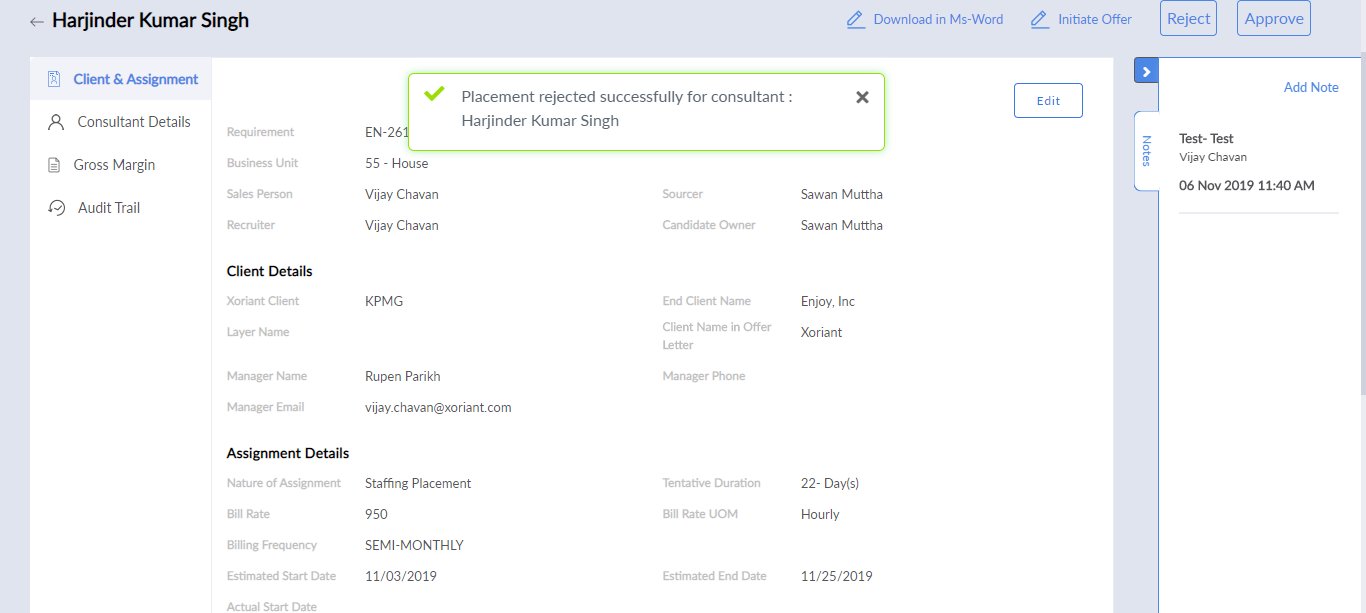 Harjinder Kumar Singh
Download in Ms-Word
Initiate Offer
Reject
Approve
Client & Assignment
Consultant Details
Gross Margin
Audit Trail
Placement rejected successfully for consultant :
Harjinder Kumar Singh
Edit
Requirement EN-261
Business Unit 55 - House
Sales Person Vijay Chavan Sourcer Sawan Muttha
Recruiter Vijay Chavan Candidate Owner Sawan Muttha
Client Details
Xoriant Client KPMG End Client Name Enjoy, Inc
Layer Name Client Name in Offer Letter Xoriant
Manager Name Rupen Parikh Manager Phone
Manager Email vijay.chavan@xoriant.com
Assignment Details
Nature of Assignment Staffing Placement Tentative Duration 22- Day(s)
Bill Rate 950 Bill Rate UOM Hourly
Billing Frequency SEMI-MONTHLY
Estimated Start Date 11/03/2019 Estimated End Date 11/25/2019
Actual Start Date
Notes
Add Note
Test- Test
Vijay Chavan
06 Nov 2019 11:40 AM